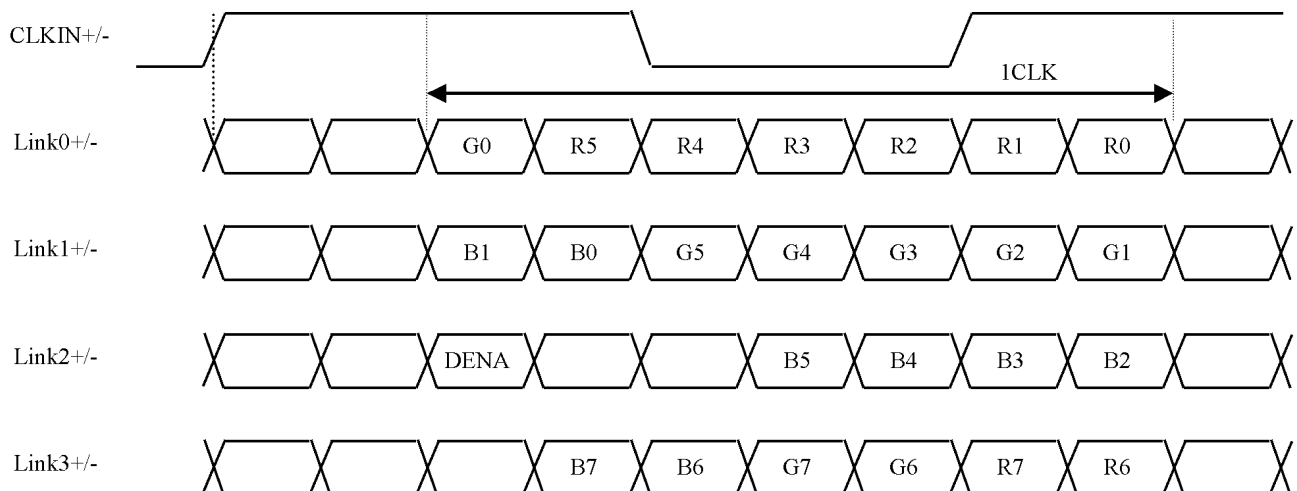 CLKIN+/-
1CLK
Link0+/- G0 R5 R4 R3 R2 R1 R0
Link1+/- B1 B0 G5 G4 G3 G2 G1
Link2+/- DENA B5 B4 B3 B2
Link3+/- B7 B6 G7 G6 R7 R6